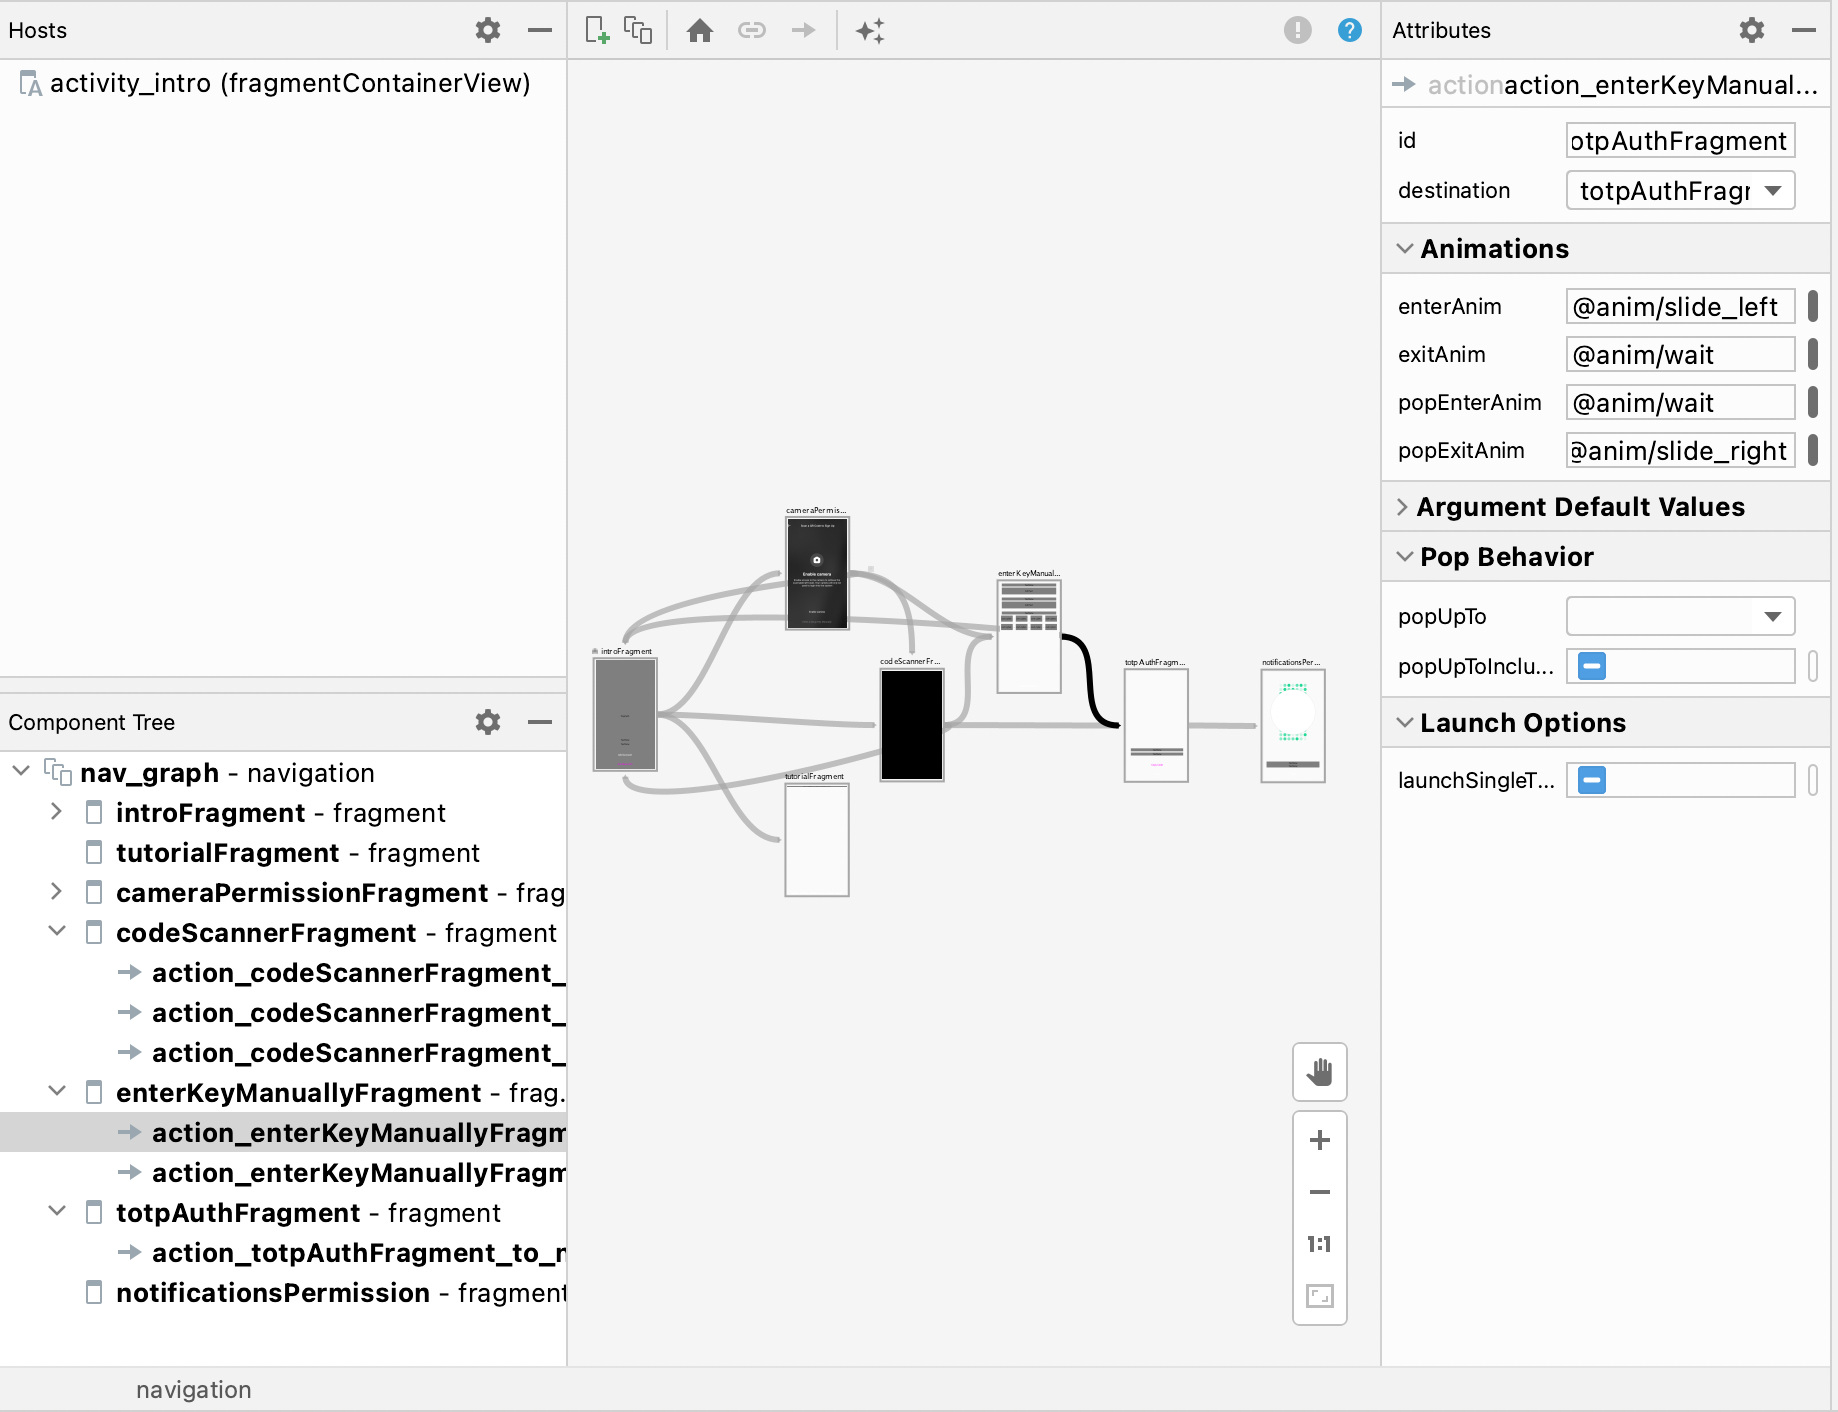 Hosts
activity_intro (fragmentContainerView)
Component Tree
nav_graph - navigation
introFragment - fragment
tutorialFragment - fragment
cameraPermissionFragment - frag
codeScannerFragment - fragment
action_codeScannerFragment_
action_codeScannerFragment_
action_codeScannerFragment_
enterKeyManuallyFragment - frag.
action_enterKeyManuallyFragm
action_enterKeyManuallyFragm
totpAuthFragment - fragment
action_totpAuthFragment_to_n
notificationsPermission - fragment
navigation
cameraPermis...
Enable camera
enterKeyManual...
introFragment
codeScannerFr...
totpAuthFragm...
notificationsPer...
tutorialFragment
1:1
Attributes
actionaction_enterKeyManual...
id
otpAuthFragment
destination
totpAuthFragr
Animations
enterAnim
@anim/slide_left
exitAnim
@anim/wait
popEnterAnim
@anim/wait
popExitAnim
@anim/slide_right
Argument Default Values
Pop Behavior
popUpTo
popUpToInclu...
Launch Options
launchSingleT...